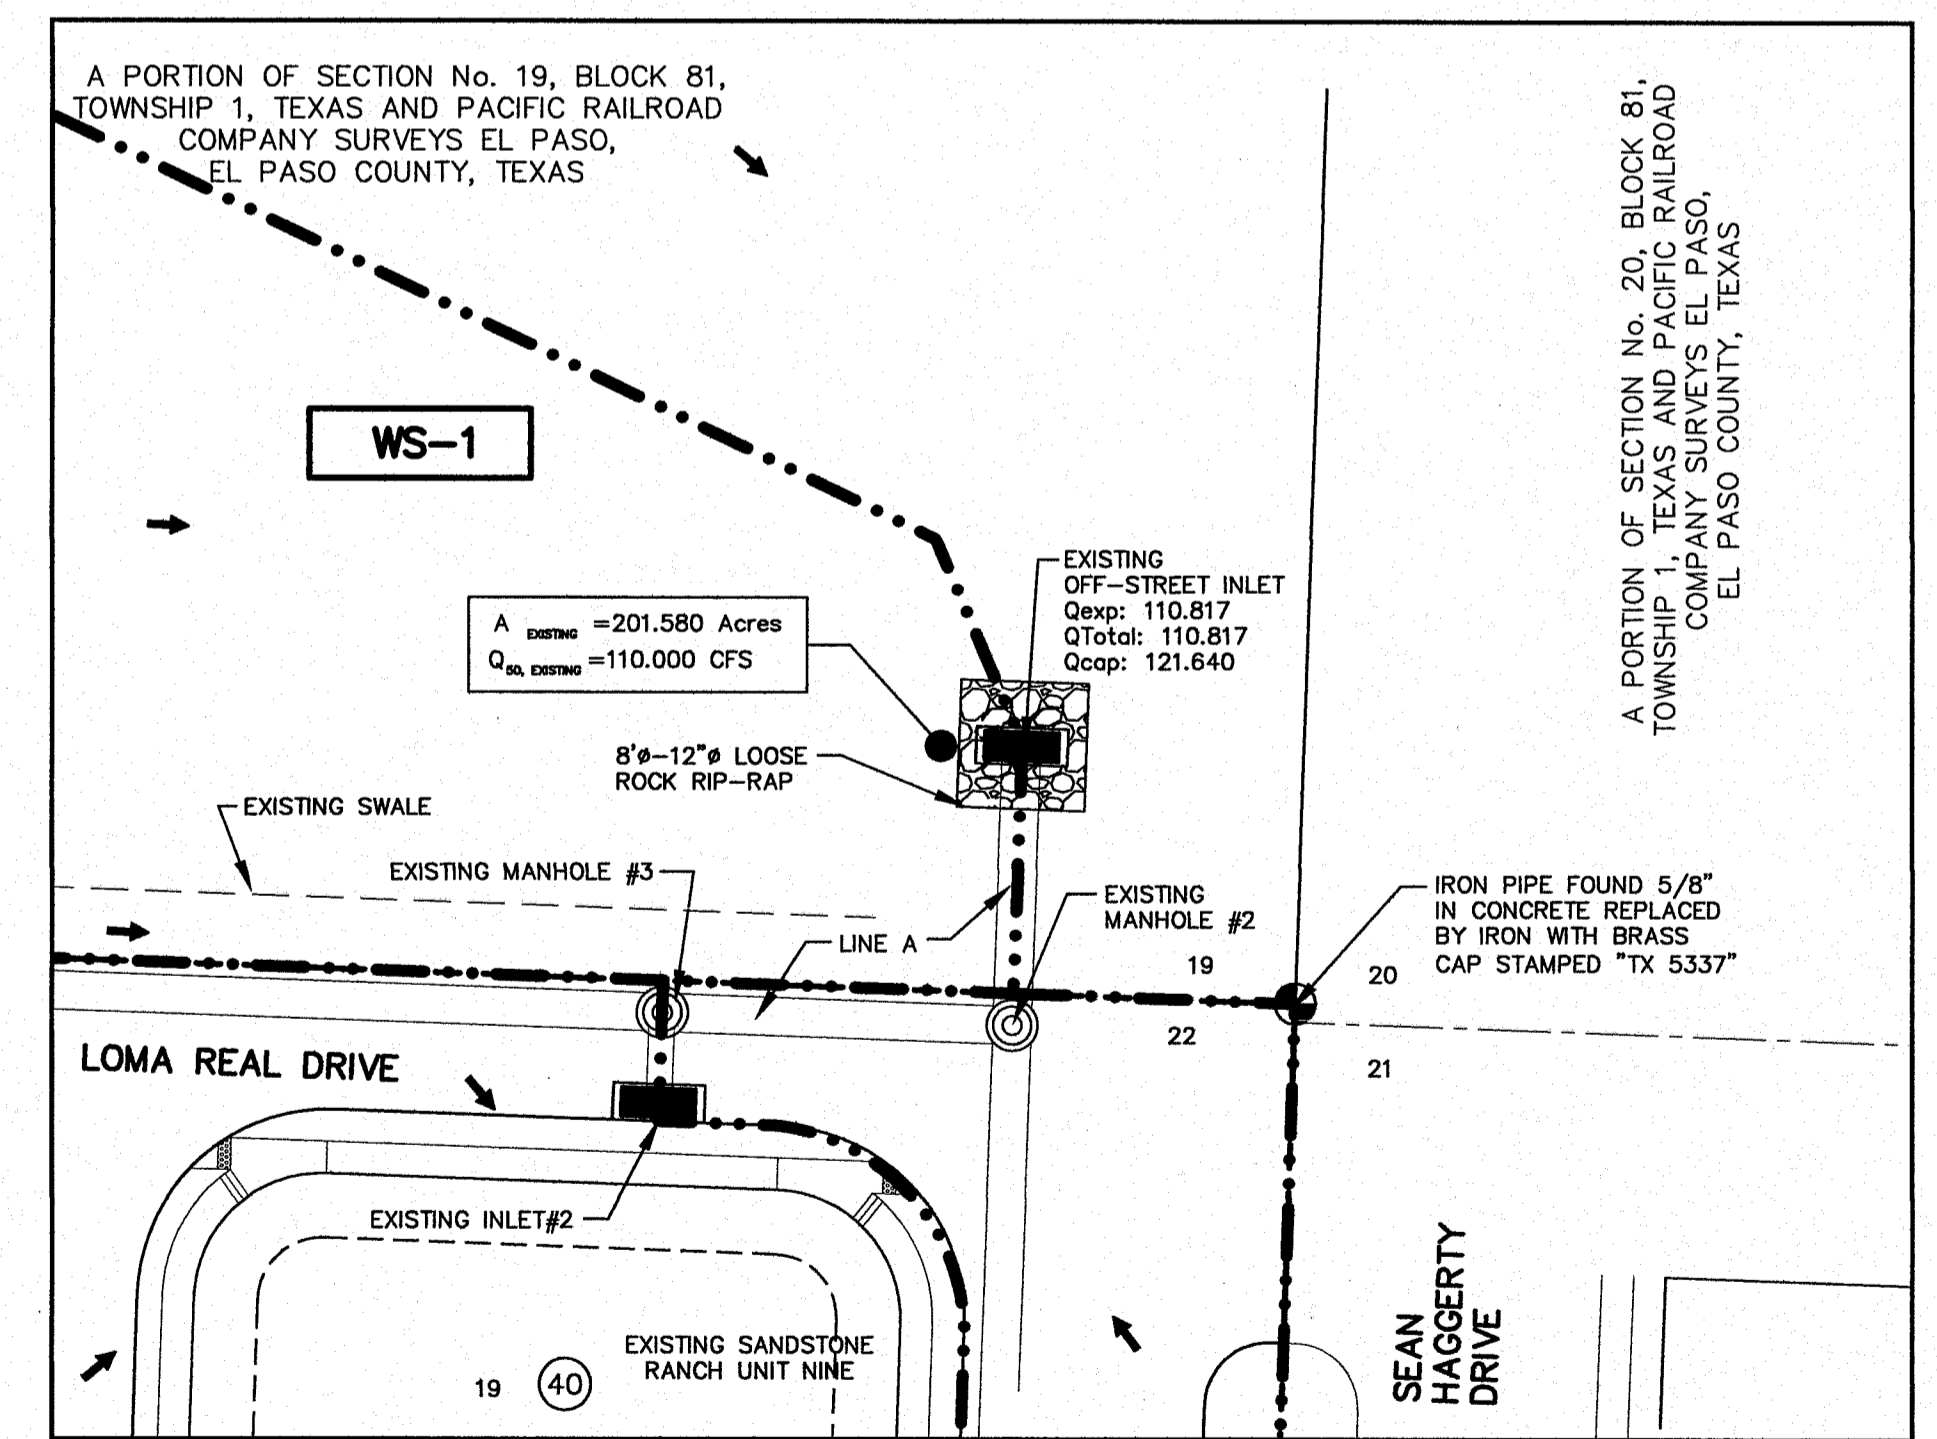 A PORTION OF SECTION No. 19, BLOCK 81,
TOWNSHIP 1, TEXAS AND PACIFIC RAILROAD
COMPANY SURVEYS EL PASO,
EL PASO COUNTY, TEXAS
A PORTION OF SECTION No. 20, BLOCK 81,
TOWNSHIP 1, TEXAS AND PACIFIC RAILROAD
COMPANY SURVEYS EL PASO,
EL PASO COUNTY, TEXAS
WS-1
EXISTING
OFF-STREET INLET
Qexp: 110.817
QTotal: 110.817
Qcap: 121.640
A EXISTING =201.580 Acres
Q50, EXISTING =110.000 CFS
8'ø-12"ø LOOSE
ROCK RIP-RAP
EXISTING SWALE
EXISTING MANHOLE #3
EXISTING
MANHOLE #2
LINE A
IRON PIPE FOUND 5/8"
IN CONCRETE REPLACED
BY IRON WITH BRASS
CAP STAMPED "TX 5337"
19
20
22
21
LOMA REAL DRIVE
EXISTING INLET#2
EXISTING SANDSTONE
RANCH UNIT NINE
19
40
SEAN
HAGGERTY
DRIVE